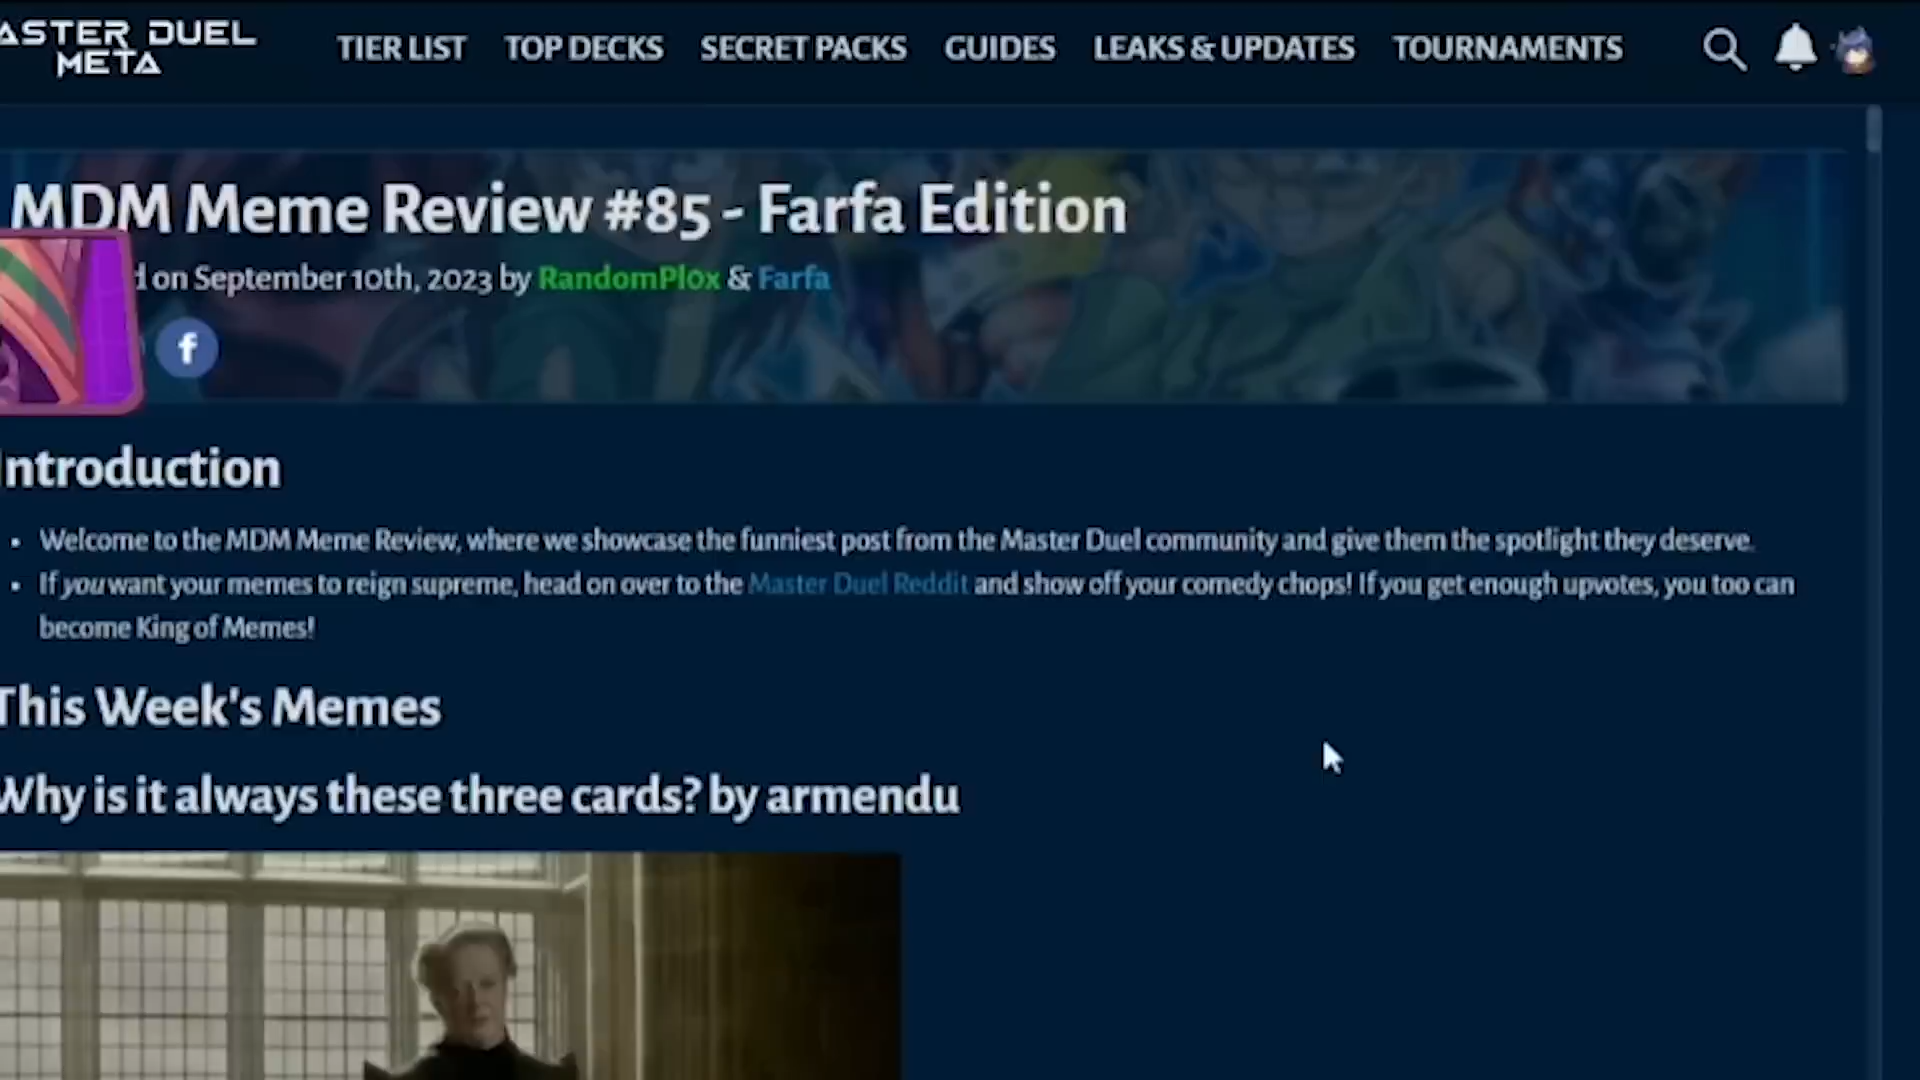 ASTER DUEL
META
TIER LIST TOP DECKS SECRET PACKS GUIDES LEAKS & UPDATES TOURNAMENTS
MDM Meme Review #85 - Farfa Edition
d on September 10th, 2023 by RandomPl0x & Farfa
f
Introduction
• Welcome to the MDM Meme Review, where we showcase the funniest post from the Master Duel community and give them the spotlight they deserve.
• If you want your memes to reign supreme, head on over to the Master Duel Reddit and show off your comedy chops! If you get enough upvotes, you too can
become King of Memes!
This Week's Memes
Why is it always these three cards? by armendu